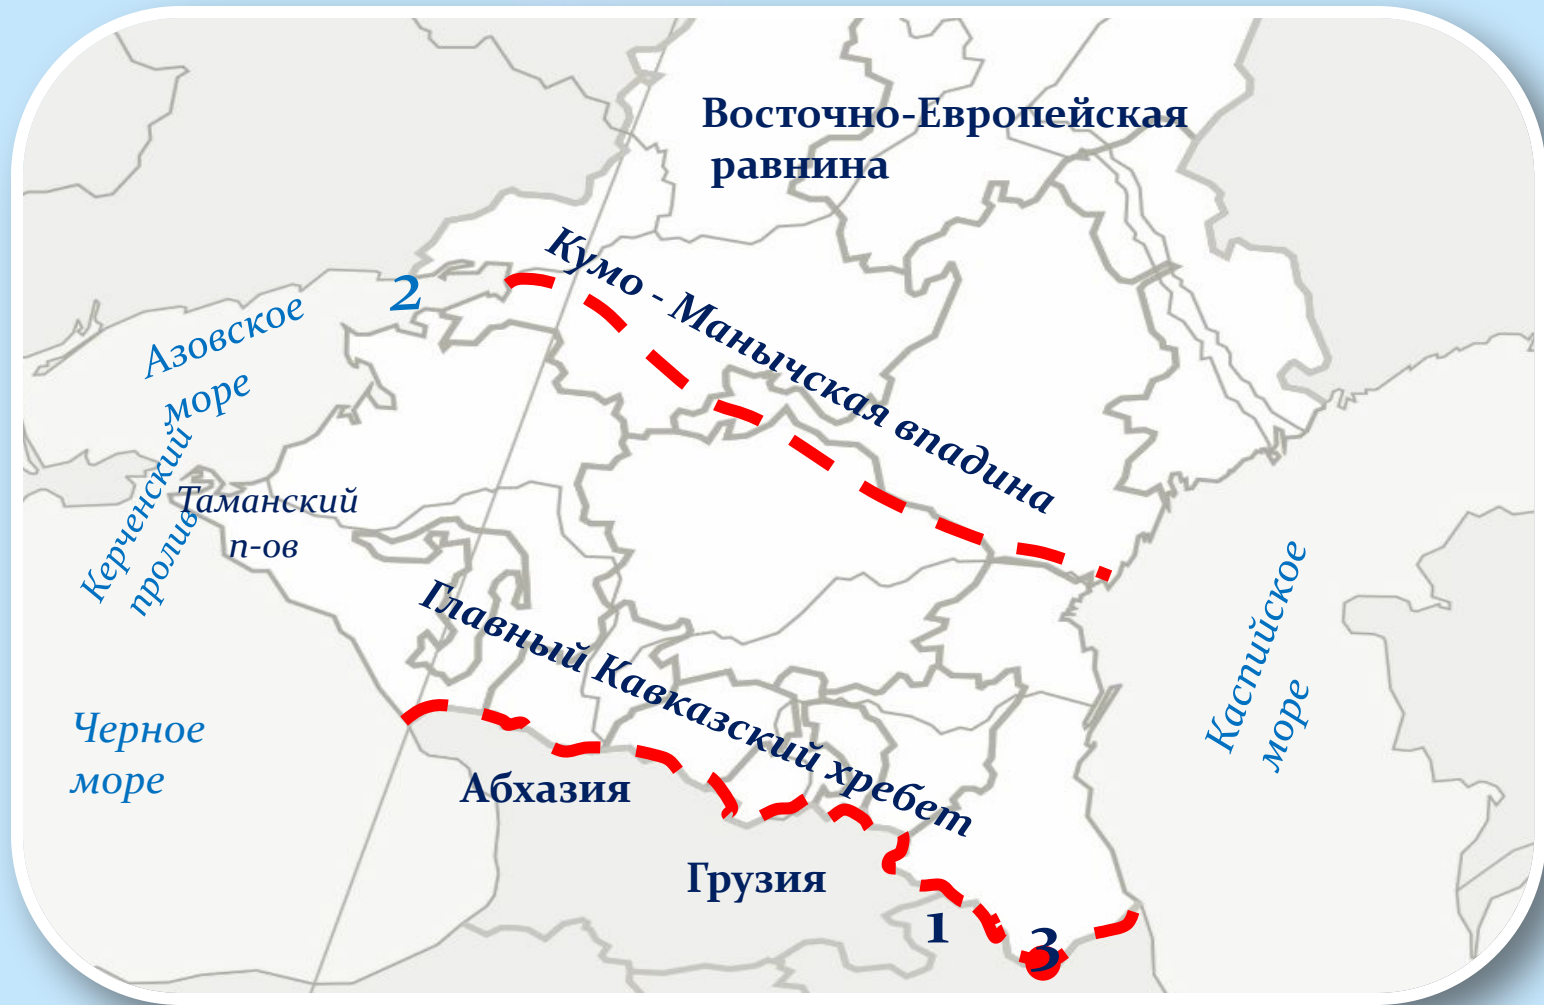 Восточно-Европейская
равнина
Кумо - Манычская впадина
2
Азовское
море
Керченский
пролив
Таманский
п-ов
Главный Кавказский хребет
Каспийское
море
Черное
море
Абхазия
Грузия
1
3